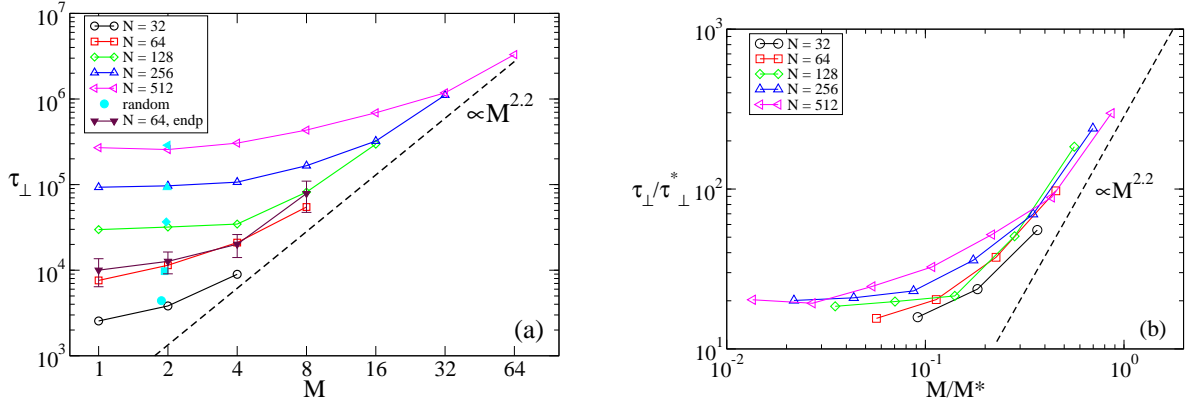 10^7
10^6
10^5
10^4
10^3
τ⊥
N = 32
N = 64
N = 128
N = 256
N = 512
random
N = 64, endp
∝M^2.2
(a)
1 2 4 8 16 32 64
M
10^3
10^2
10^1
τ⊥/τ*⊥
N = 32
N = 64
N = 128
N = 256
N = 512
∝M^2.2
(b)
10^-2 10^-1 10^0
M/M*